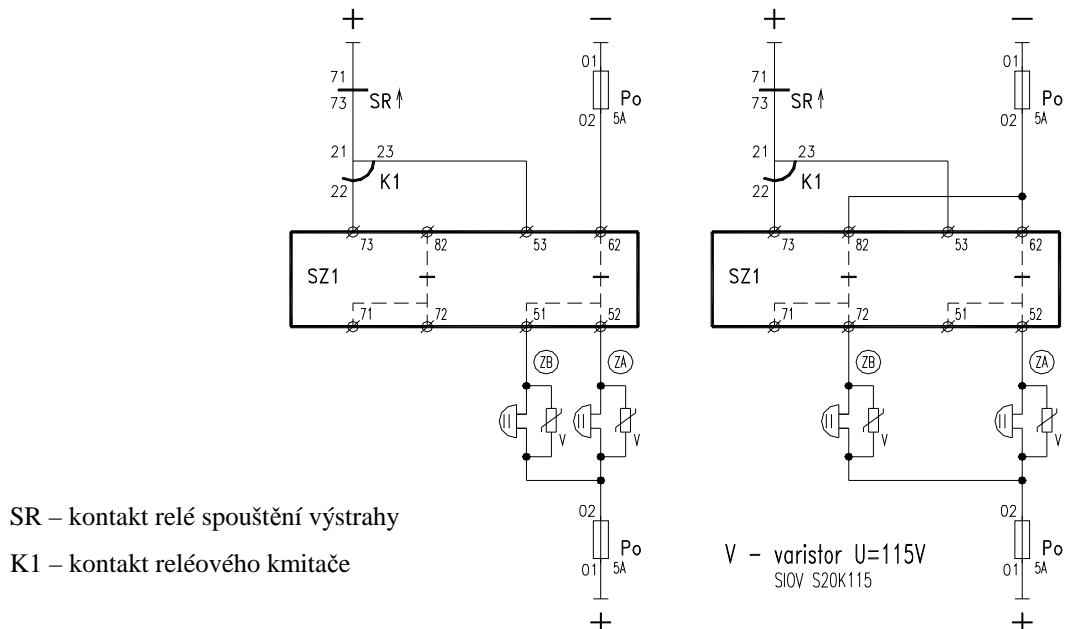 + − + −
01 01
71 71
SR↑ Po SR↑ Po
73 73
02 5A 02 5A
21 23 21 23
K1 K1
22 22
73 82 53 62 73 82 53 62
SZ1 SZ1
71 72 51 52 71 72 51 52
ZB ZA ZB ZA
V V V V
SR – kontakt relé spouštění výstrahy
02 02
K1 – kontakt reléového kmitače
Po Po
V – varistor U=115V
01 5A 01 5A
SIOV S20K115
+ +